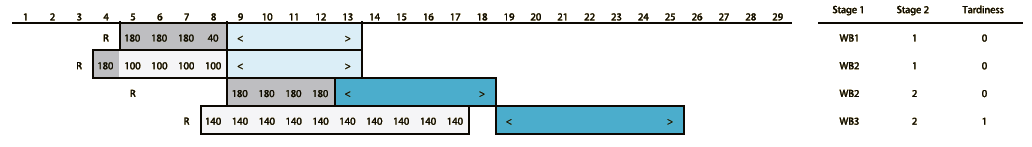 1 2 3 4 5 6 7 8 9 10 11 12 13 14 15 16 17 18 19 20 21 22 23 24 25 26 27 28 29 Stage 1 Stage 2 Tardiness
R 180 180 180 40 < > WB1 1 0
R 180 100 100 100 100 < > WB2 1 0
R 180 180 180 180 < > WB2 2 0
R 140 140 140 140 140 140 140 140 140 140 < > WB3 2 1